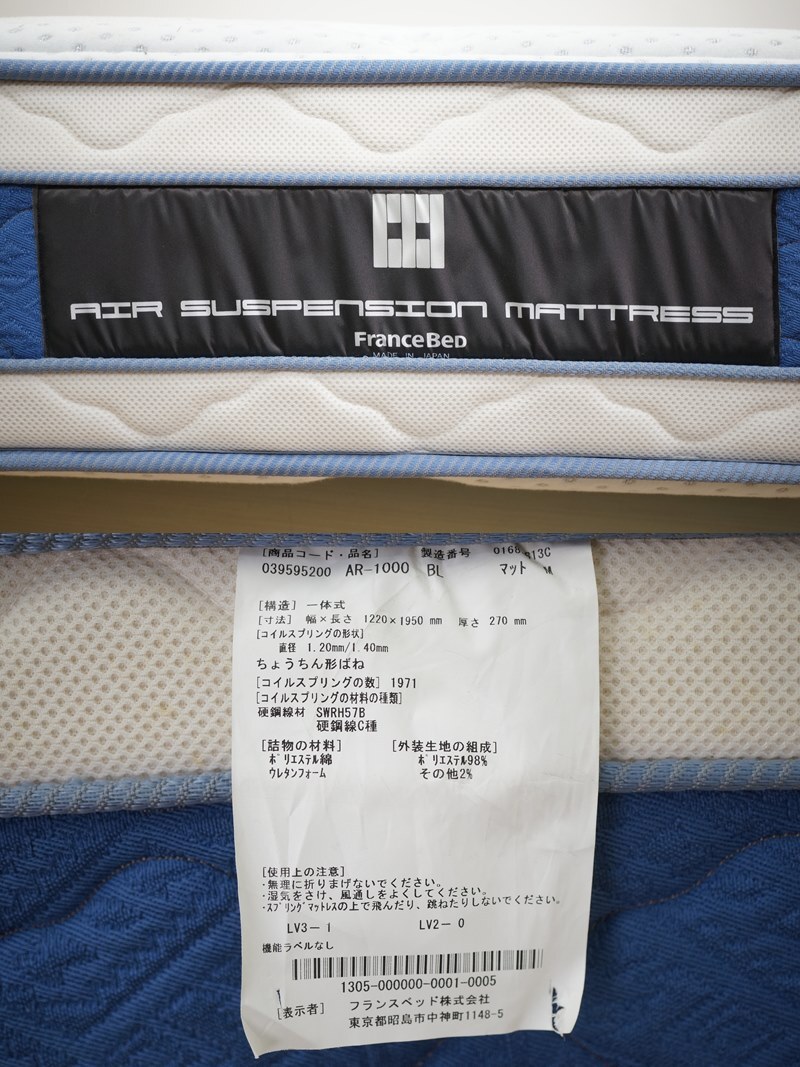 AIR SUSPENSION MATTRESS
FranceBed
MADE IN JAPAN
[商品コード・品名] 製造番号
039595200 AR-1000 BL マット M
[構造] 一体式
[寸法] 幅×長さ 1220×1950 mm 厚さ 270 mm
[コイルスプリングの形状]
直径 1.20mm/1.40mm
ちょうちん形ばね
[コイルスプリングの数] 1971
[コイルスプリングの材料の種類]
硬鋼線材 SWRH57B
硬鋼線C種
[詰物の材料] [外装生地の組成]
ポリエステル綿 ポリエステル98%
ウレタンフォーム その他2%
[使用上の注意]
・無理に折りまげないでください。
・湿気をさけ、風通しをよくしてください。
・スプリングマットレスの上で飛んだり、跳ねたりしないでください。
LV3- 1 LV2- 0
機能ラベルなし
1305-000000-0001-0005
[表示者] フランスベッド株式会社
東京都昭島市中神町1148-5